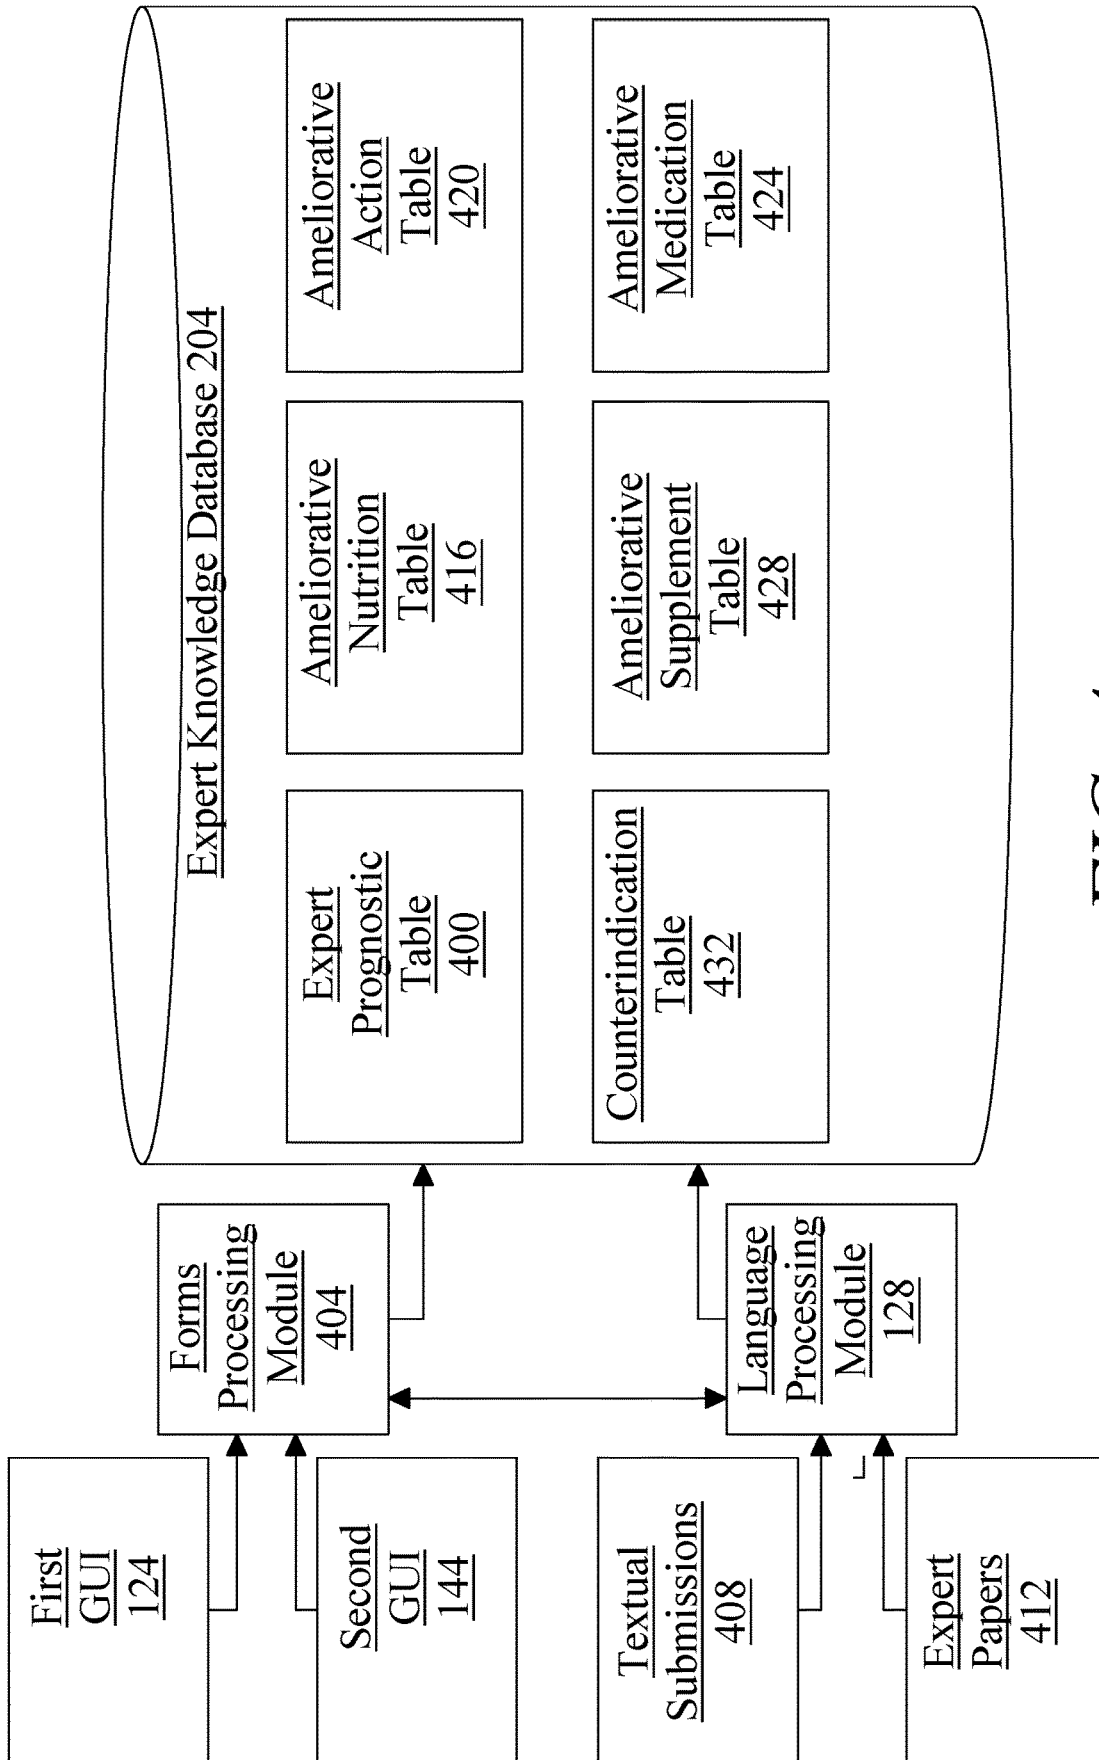 Expert Knowledge Database 204
First
GUI
124
Second
GUI
144
Textual
Submissions
408
Expert
Papers
412
Forms
Processing
Module
404
Language
Processing
Module
128
Expert
Prognostic
Table
400
Ameliorative
Nutrition
Table
416
Ameliorative
Action
Table
420
Counterindication
Table
432
Ameliorative
Supplement
Table
428
Ameliorative
Medication
Table
424